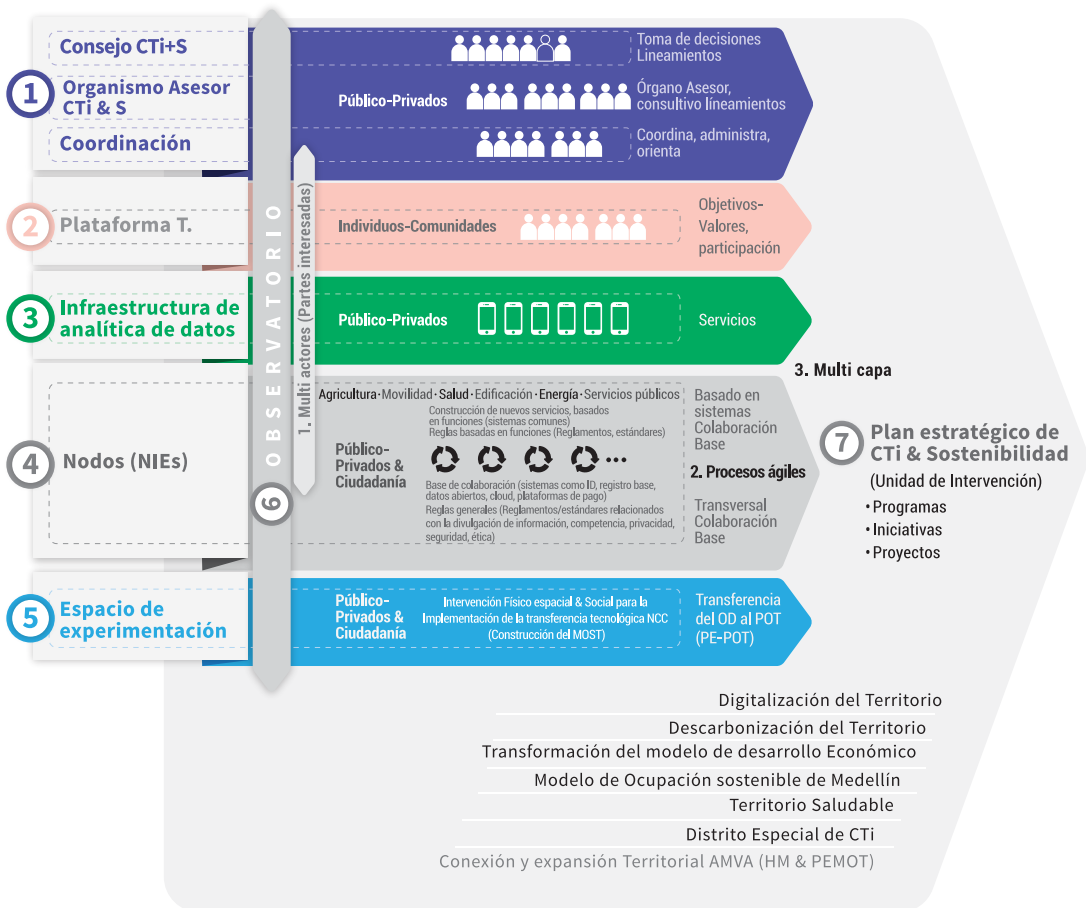 Consejo CTi+S
Toma de decisiones
Lineamientos
1
Organismo Asesor
CTi & S
Público-Privados
Órgano Asesor,
consultivo líneamientos
Coordinación
Coordina, administra,
orienta
2
Plataforma T.
Individuos-Comunidades
Objetivos-
Valores,
participación
3
Infraestructura de
analítica de datos
Público-Privados
Servicios
OBSERVATORIO
6
1. Multi actores (Partes interesadas)
3. Multi capa
4
Nodos (NIEs)
Agricultura·Movilidad·Salud·Edificación·Energía·Servicios públicos
Construcción de nuevos servicios, basados
en funciones (sistemas comunes)
Reglas basadas en funciones (Reglamentos, estándares)
Público-
Privados &
Ciudadanía
Base de colaboración (sistemas como ID, registro base,
datos abiertos, cloud, plataformas de pago)
Reglas generales (Reglamentos/estándares relacionados
con la divulgación de información, competencia, privacidad,
seguridad, ética)
Basado en
sistemas
Colaboración
Base
2. Procesos ágiles
Transversal
Colaboración
Base
7
Plan estratégico de
CTi & Sostenibilidad
(Unidad de Intervención)
• Programas
• Iniciativas
• Proyectos
5
Espacio de
experimentación
Público-
Privados &
Ciudadanía
Intervención Físico espacial & Social para la
Implementación de la transferencia tecnológica NCC
(Construcción del MOST)
Transferencia
del OD al POT
(PE-POT)
Digitalización del Territorio
Descarbonización del Territorio
Transformación del modelo de desarrollo Económico
Modelo de Ocupación sostenible de Medellín
Territorio Saludable
Distrito Especial de CTi
Conexión y expansión Territorial AMVA (HM & PEMOT)